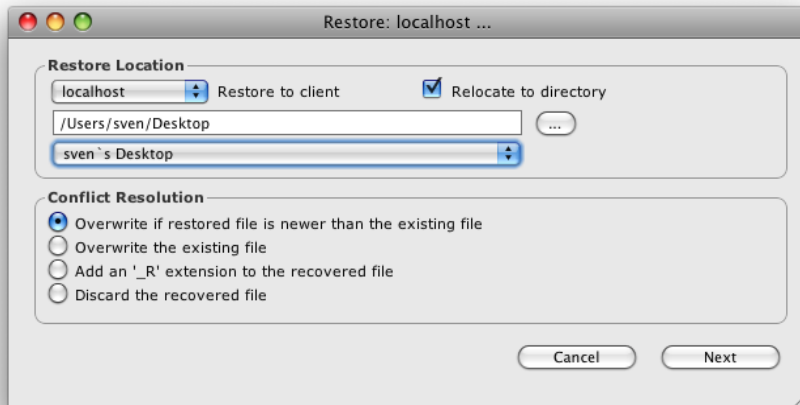 Restore: localhost ...
Restore Location
localhost Restore to client Relocate to directory
/Users/sven/Desktop ...
sven`s Desktop
Conflict Resolution
Overwrite if restored file is newer than the existing file
Overwrite the existing file
Add an '_R' extension to the recovered file
Discard the recovered file
Cancel Next